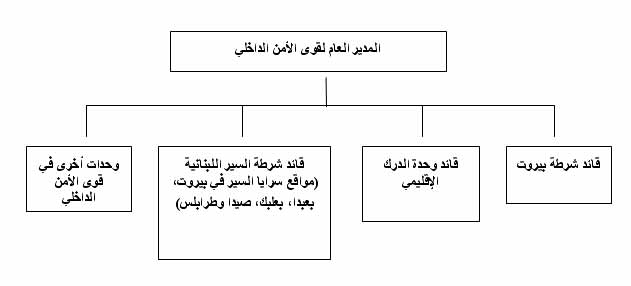 المدير العام لقوى الأمن الداخلي
قائد شرطة بيروت
قائد وحدة الدرك
الإقليمي
قائد شرطة السير اللبنانية
(مواقع سرايا السير في بيروت،
بعبدا، بعلبك، صيدا وطرابلس)
وحدات أخرى في
قوى الأمن
الداخلي